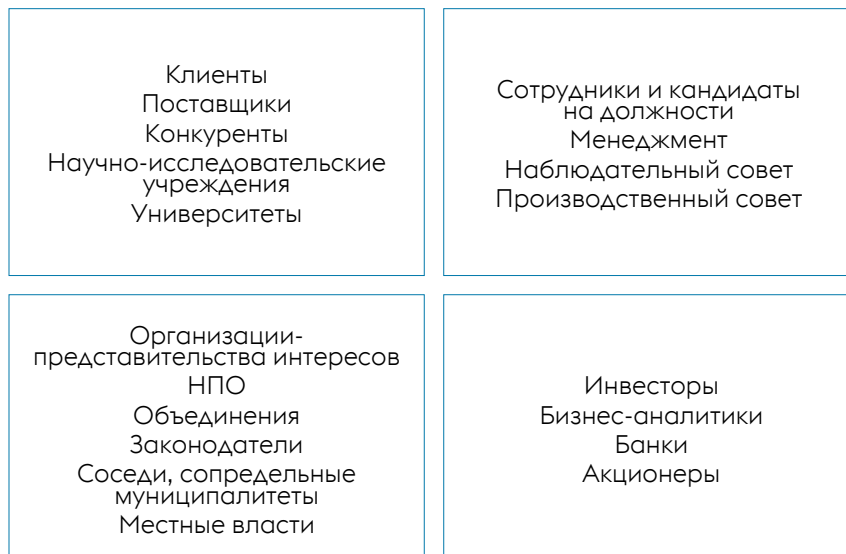 Клиенты
Поставщики
Конкуренты
Научно-исследовательские
учреждения
Университеты
Сотрудники и кандидаты
на должности
Менеджмент
Наблюдательный совет
Производственный совет
Организации-
представительства интересов
НПО
Объединения
Законодатели
Соседи, сопредельные
муниципалитеты
Местные власти
Инвесторы
Бизнес-аналитики
Банки
Акционеры